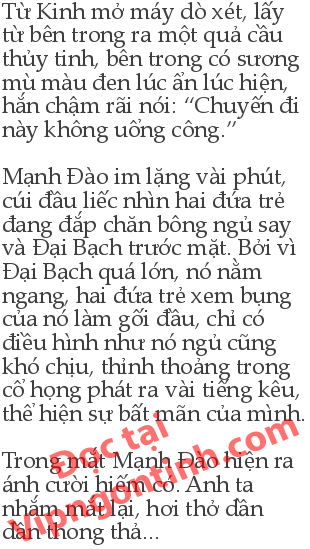 Từ Kinh mở máy dò xét, lấy
từ bên trong ra một quả cầu
thủy tinh, bên trong có sương
mù màu đen lúc ẩn lúc hiện,
hắn chậm rãi nói: “Chuyến đi
này không uổng công.”
Mạnh Đào im lặng vài phút,
cúi đầu liếc nhìn hai đứa trẻ
đang đắp chăn bông ngủ say
và Đại Bạch trước mặt. Bởi vì
Đại Bạch quá lớn, nó nằm
ngang, hai đứa trẻ xem bụng
của nó làm gối đầu, chỉ có
điều hình như nó ngủ cũng
khó chịu, thỉnh thoảng trong
cổ họng phát ra vài tiếng kêu,
thể hiện sự bất mãn của mình.
Trong mắt Mạnh Đào hiện ra
ánh cười hiếm có. Anh ta
nhắm mắt lại, hơi thở dần
dần thong thả...
Đọc tại
Vipngontinh.com